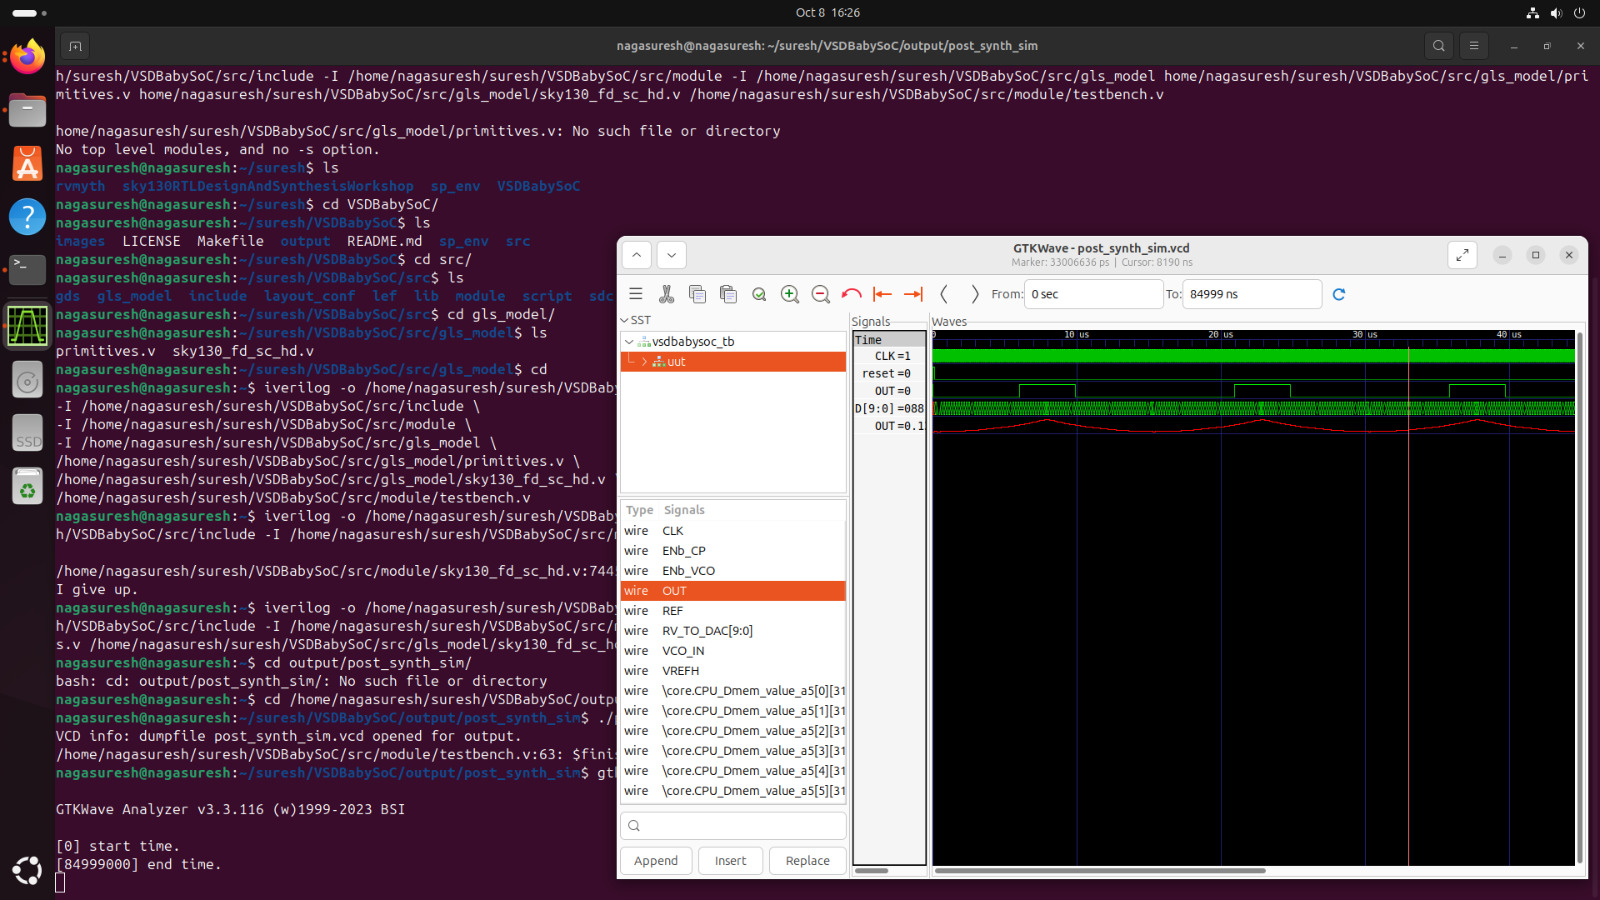 Oct 8 16:26
nagasuresh@nagasuresh: ~/suresh/VSDBabySoC/output/post_synth_sim
h/suresh/VSDBabySoC/src/include -I /home/nagasuresh/suresh/VSDBabySoC/src/module -I /home/nagasuresh/suresh/VSDBabySoC/src/gls_model home/nagasuresh/suresh/VSDBabySoC/src/gls_model/pri
mitives.v home/nagasuresh/suresh/VSDBabySoC/src/gls_model/sky130_fd_sc_hd.v /home/nagasuresh/suresh/VSDBabySoC/src/module/testbench.v
home/nagasuresh/suresh/VSDBabySoC/src/gls_model/primitives.v: No such file or directory
No top level modules, and no -s option.
nagasuresh@nagasuresh:~/suresh$ ls
rvmyth sky130RTLDesignAndSynthesisWorkshop sp_env VSDBabySoC
nagasuresh@nagasuresh:~/suresh$ cd VSDBabySoC/
nagasuresh@nagasuresh:~/suresh/VSDBabySoC$ ls
images LICENSE Makefile output README.md sp_env src
nagasuresh@nagasuresh:~/suresh/VSDBabySoC$ cd src/
nagasuresh@nagasuresh:~/suresh/VSDBabySoC/src$ ls
gds gls_model include layout_conf lef lib module script sdc
nagasuresh@nagasuresh:~/suresh/VSDBabySoC/src$ cd gls_model/
nagasuresh@nagasuresh:~/suresh/VSDBabySoC/src/gls_model$ ls
primitives.v sky130_fd_sc_hd.v
nagasuresh@nagasuresh:~/suresh/VSDBabySoC/src/gls_model$ cd
nagasuresh@nagasuresh:~$ iverilog -o /home/nagasuresh/suresh/VSDBaby
-I /home/nagasuresh/suresh/VSDBabySoC/src/include \
-I /home/nagasuresh/suresh/VSDBabySoC/src/module \
-I /home/nagasuresh/suresh/VSDBabySoC/src/gls_model \
/home/nagasuresh/suresh/VSDBabySoC/src/gls_model/primitives.v \
/home/nagasuresh/suresh/VSDBabySoC/src/gls_model/sky130_fd_sc_hd.v \
/home/nagasuresh/suresh/VSDBabySoC/src/module/testbench.v
nagasuresh@nagasuresh:~$ iverilog -o /home/nagasuresh/suresh/VSDBaby
h/VSDBabySoC/src/include -I /home/nagasuresh/suresh/VSDBabySoC/src/
/home/nagasuresh/suresh/VSDBabySoC/src/module/sky130_fd_sc_hd.v:744
I give up.
nagasuresh@nagasuresh:~$ iverilog -o /home/nagasuresh/suresh/VSDBaby
h/VSDBabySoC/src/include -I /home/nagasuresh/suresh/VSDBabySoC/src/
s.v /home/nagasuresh/suresh/VSDBabySoC/src/gls_model/sky130_fd_sc_h
nagasuresh@nagasuresh:~$ cd output/post_synth_sim/
bash: cd: output/post_synth_sim/: No such file or directory
nagasuresh@nagasuresh:~$ cd /home/nagasuresh/suresh/VSDBabySoC/outp
nagasuresh@nagasuresh:~/suresh/VSDBabySoC/output/post_synth_sim$ ./p
VCD info: dumpfile post_synth_sim.vcd opened for output.
/home/nagasuresh/suresh/VSDBabySoC/src/module/testbench.v:63: $finis
nagasuresh@nagasuresh:~/suresh/VSDBabySoC/output/post_synth_sim$ gt
GTKWave Analyzer v3.3.116 (w)1999-2023 BSI
[0] start time.
[84999000] end time.
SSD
GTKWave - post_synth_sim.vcd
Marker: 33006636 ps | Cursor: 8190 ns
From: 0 sec To: 84999 ns
SST
vsdbabysoc_tb
uut
Type Signals
wire CLK
wire ENb_CP
wire ENb_VCO
wire OUT
wire REF
wire RV_TO_DAC[9:0]
wire VCO_IN
wire VREFH
wire \core.CPU_Dmem_value_a5[0][31
wire \core.CPU_Dmem_value_a5[1][31
wire \core.CPU_Dmem_value_a5[2][31
wire \core.CPU_Dmem_value_a5[3][31
wire \core.CPU_Dmem_value_a5[4][31
wire \core.CPU_Dmem_value_a5[5][31
Append Insert Replace
Signals
Time
CLK=1
reset=0
OUT=0
D[9:0]=088
OUT=0.1
Waves
0 10 us 20 us 30 us 40 us